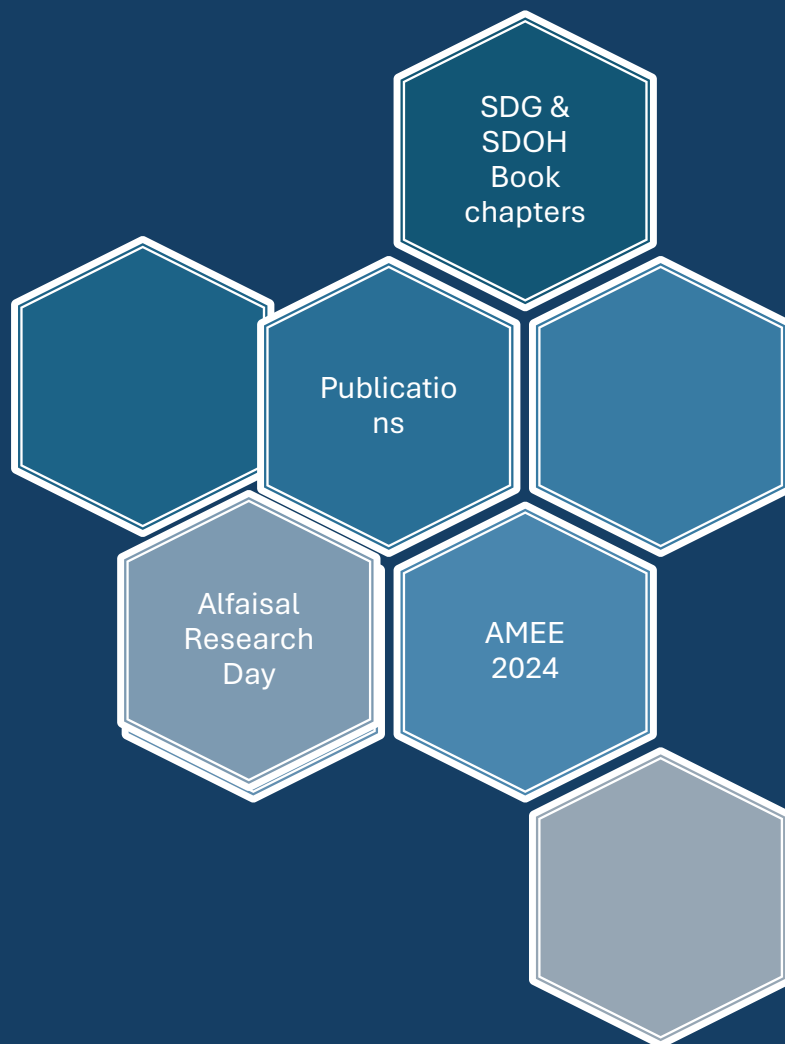 SDG &
SDOH
Book
chapters
Publicatio
ns
Alfaisal
Research
Day
AMEE
2024